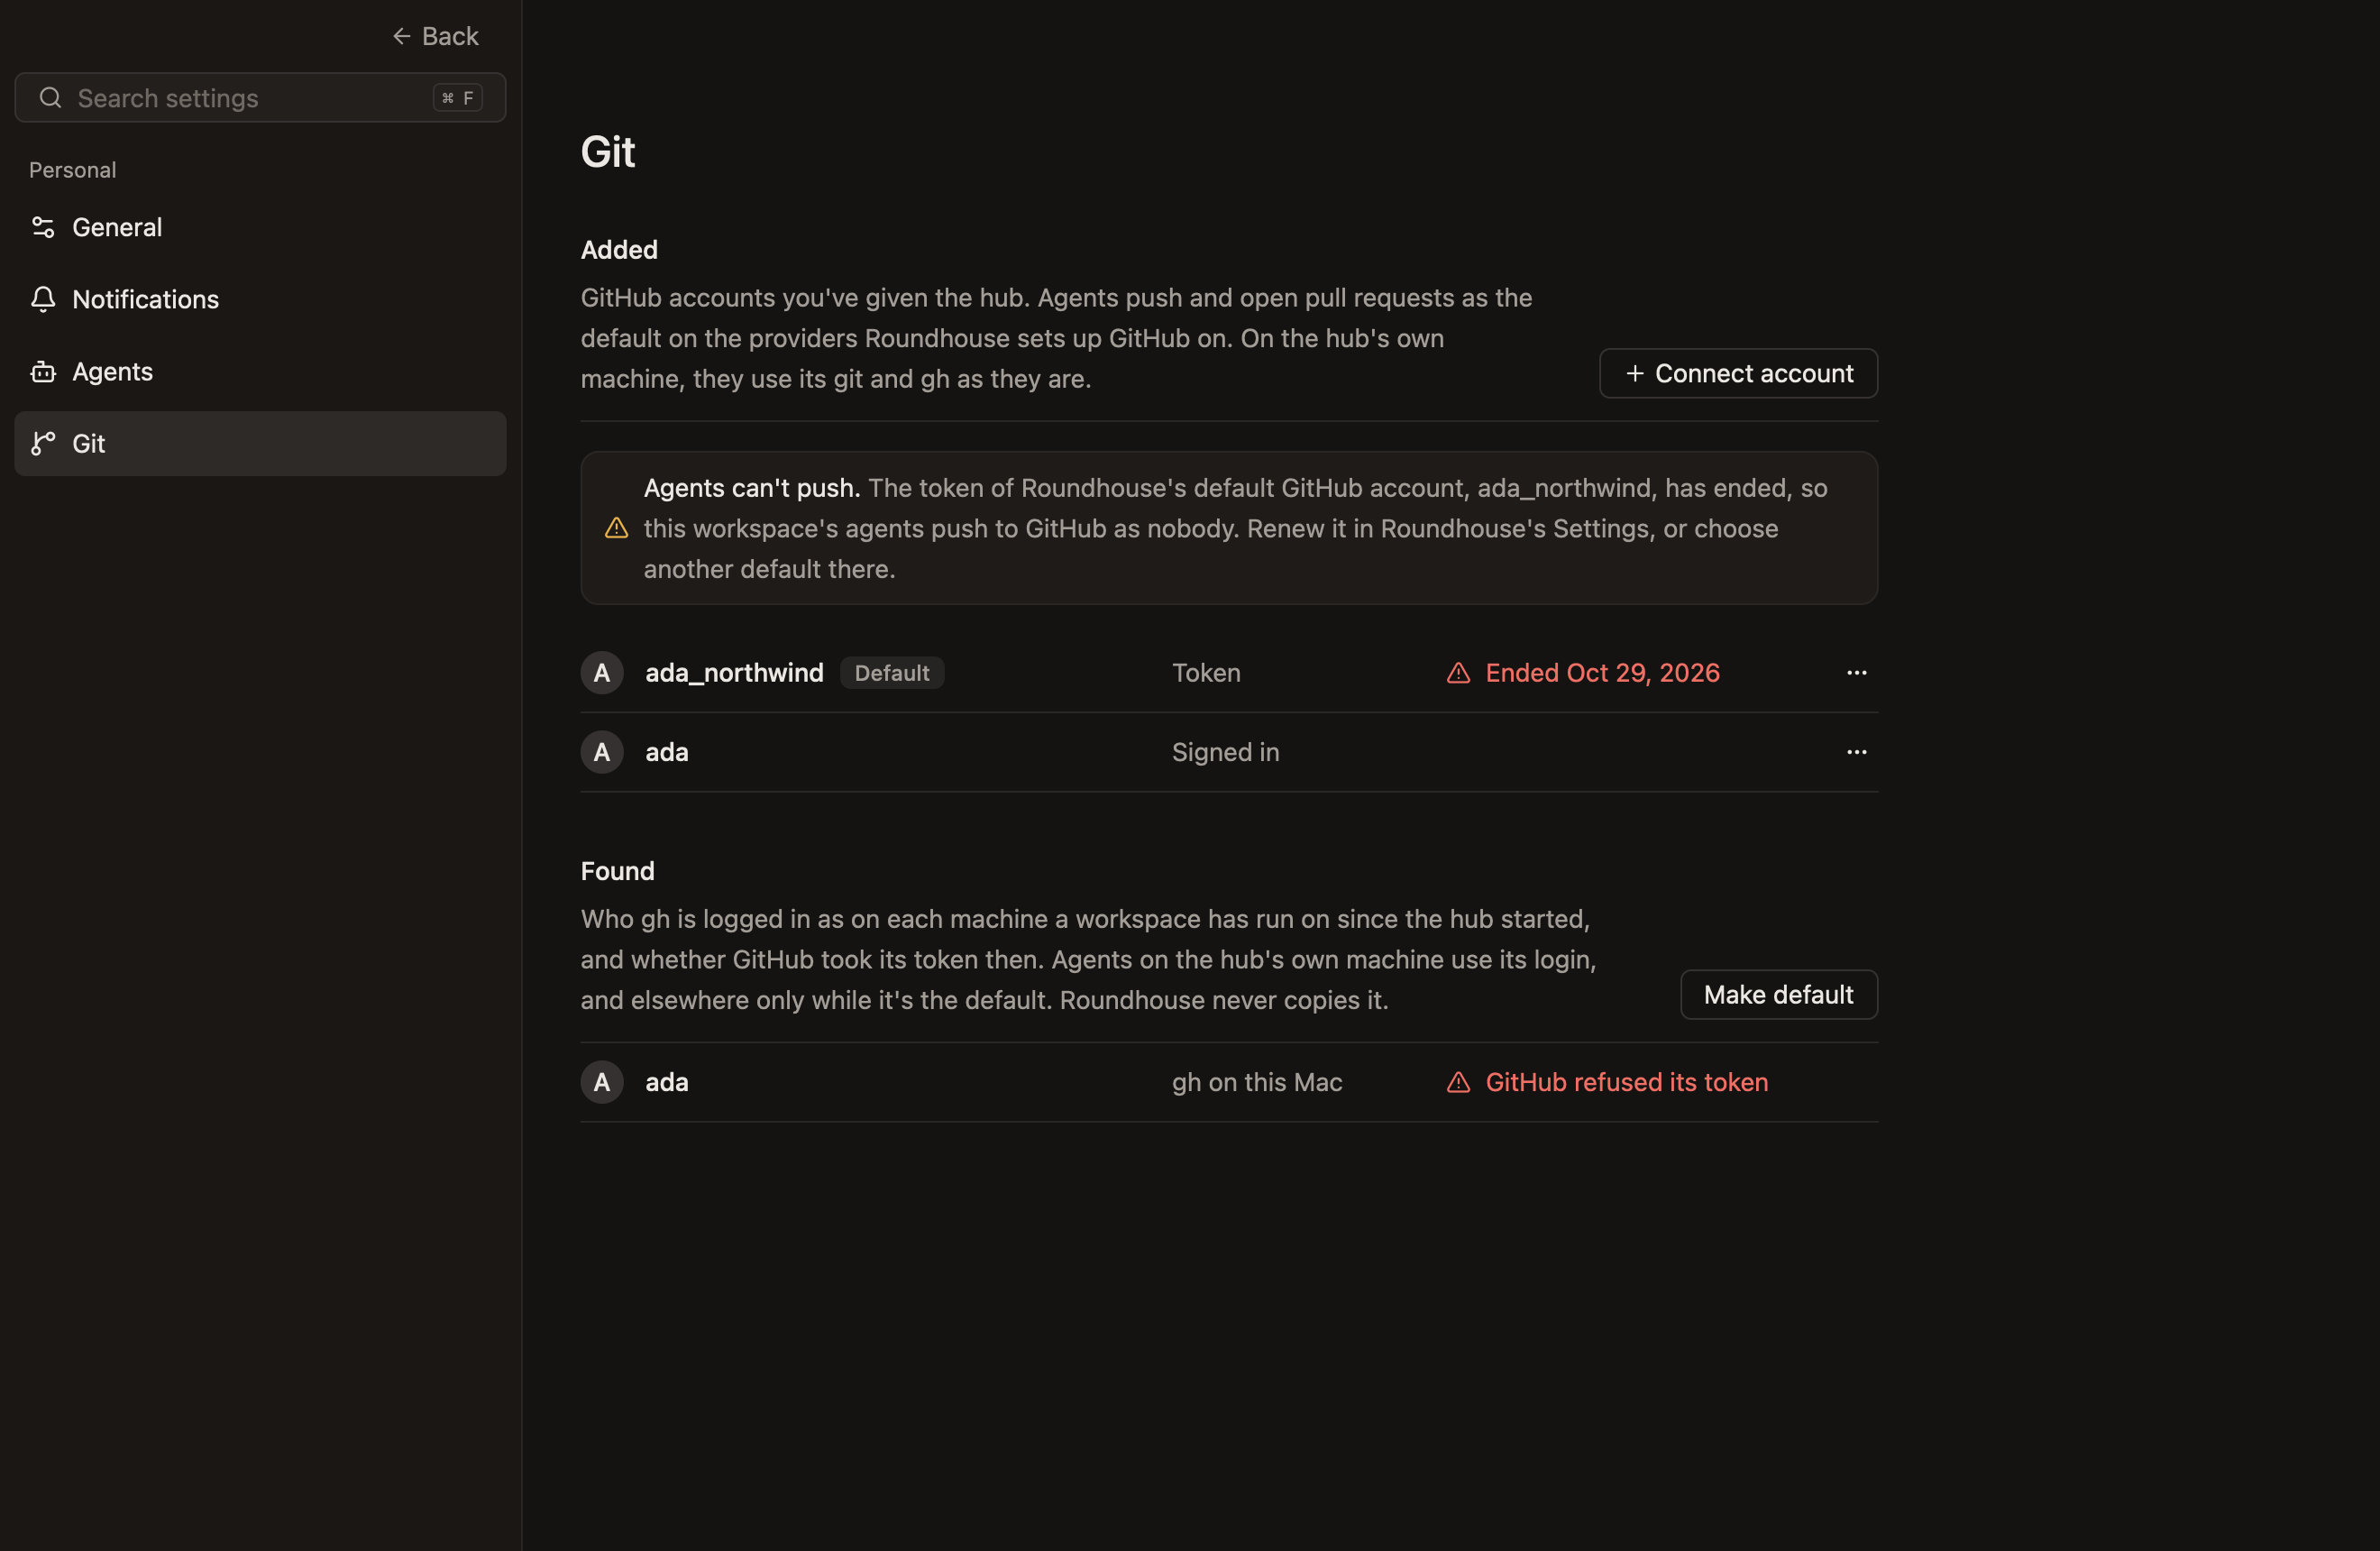 Back
Search settings
⌘ F
Personal
General
Notifications
Agents
Git
Git
Added
GitHub accounts you've given the hub. Agents push and open pull requests as the
default on the providers Roundhouse sets up GitHub on. On the hub's own
machine, they use its git and gh as they are.
+ Connect account
Agents can't push. The token of Roundhouse's default GitHub account, ada_northwind, has ended, so
this workspace's agents push to GitHub as nobody. Renew it in Roundhouse's Settings, or choose
another default there.
A ada_northwind Default Token Ended Oct 29, 2026 ...
A ada Signed in ...
Found
Who gh is logged in as on each machine a workspace has run on since the hub started,
and whether GitHub took its token then. Agents on the hub's own machine use its login,
and elsewhere only while it's the default. Roundhouse never copies it.
Make default
A ada gh on this Mac GitHub refused its token